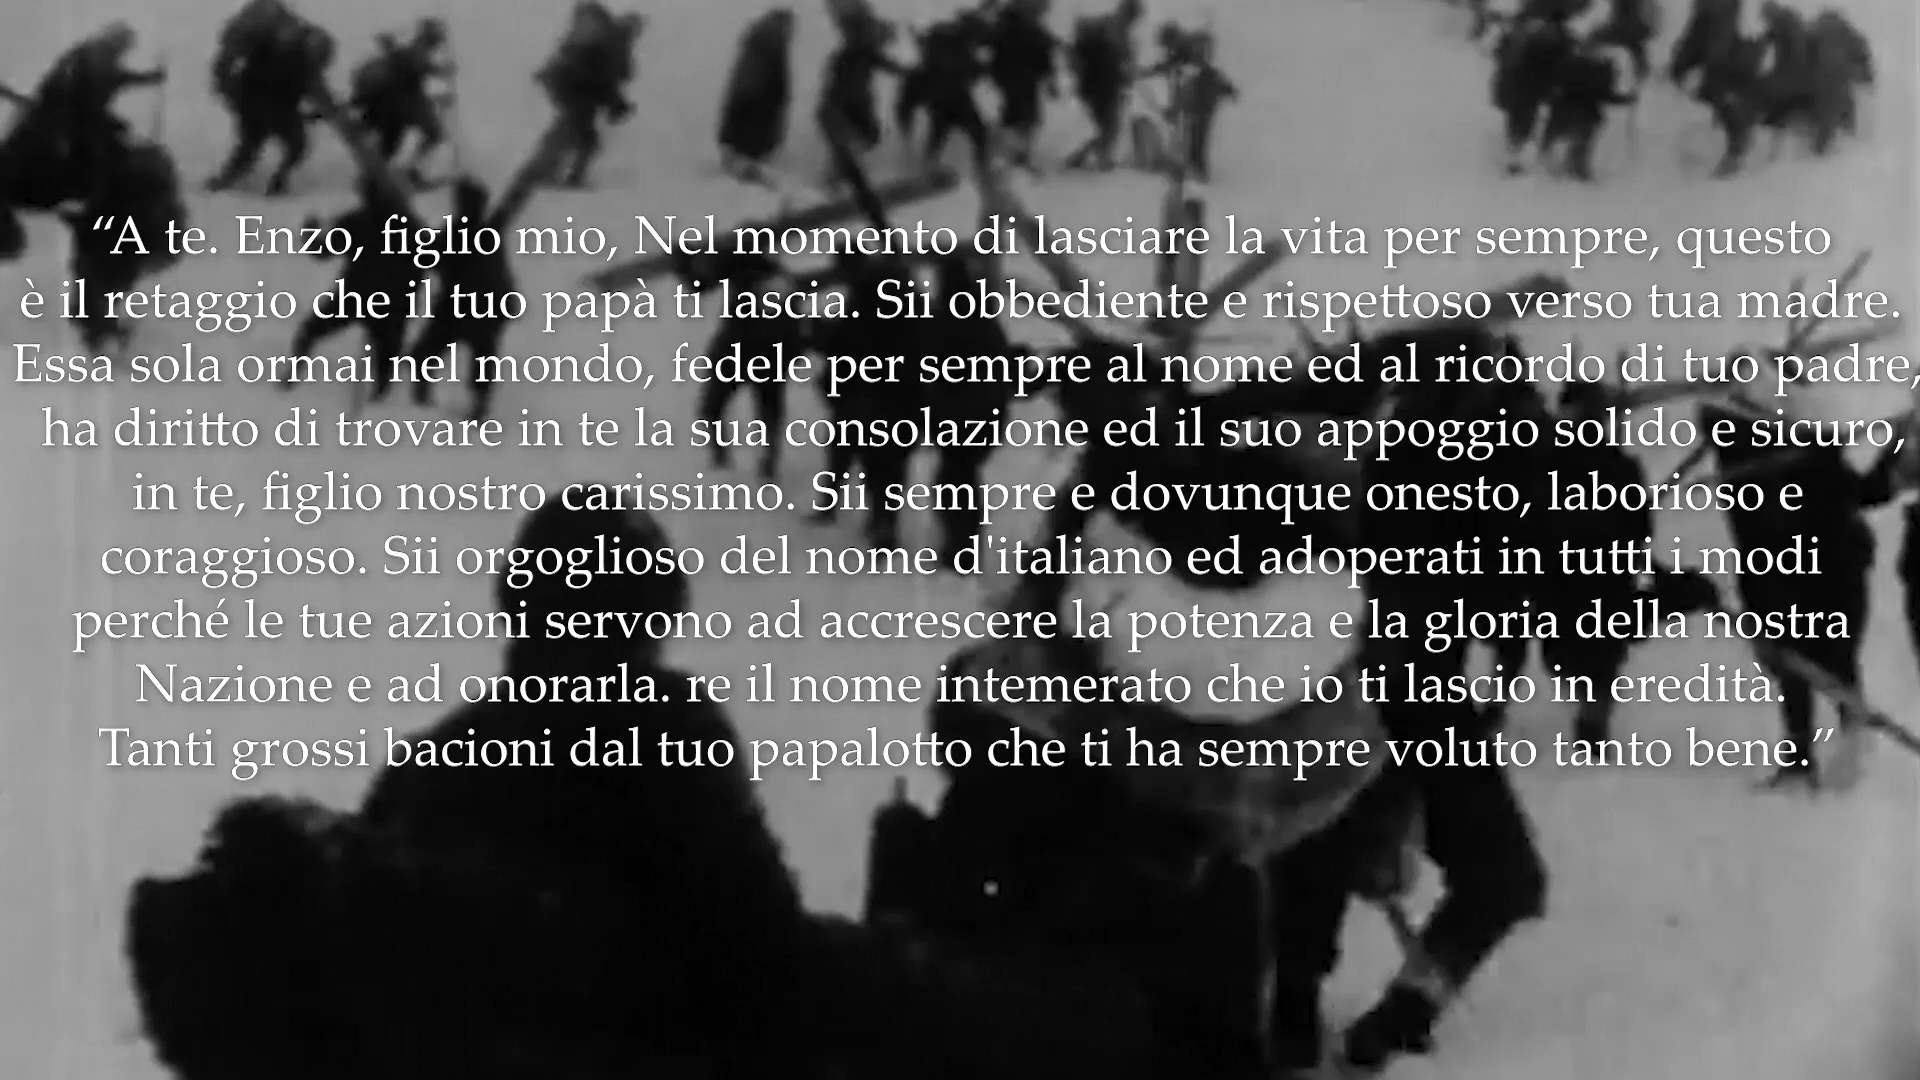 “A te. Enzo, figlio mio, Nel momento di lasciare la vita per sempre, questo
è il retaggio che il tuo papà ti lascia. Sii obbediente e rispettoso verso tua madre.
Essa sola ormai nel mondo, fedele per sempre al nome ed al ricordo di tuo padre,
ha diritto di trovare in te la sua consolazione ed il suo appoggio solido e sicuro,
in te, figlio nostro carissimo. Sii sempre e dovunque onesto, laborioso e
coraggioso. Sii orgoglioso del nome d'italiano ed adoperati in tutti i modi
perché le tue azioni servono ad accrescere la potenza e la gloria della nostra
Nazione e ad onorarla. re il nome intemerato che io ti lascio in eredità.
Tanti grossi bacioni dal tuo papalotto che ti ha sempre voluto tanto bene.”